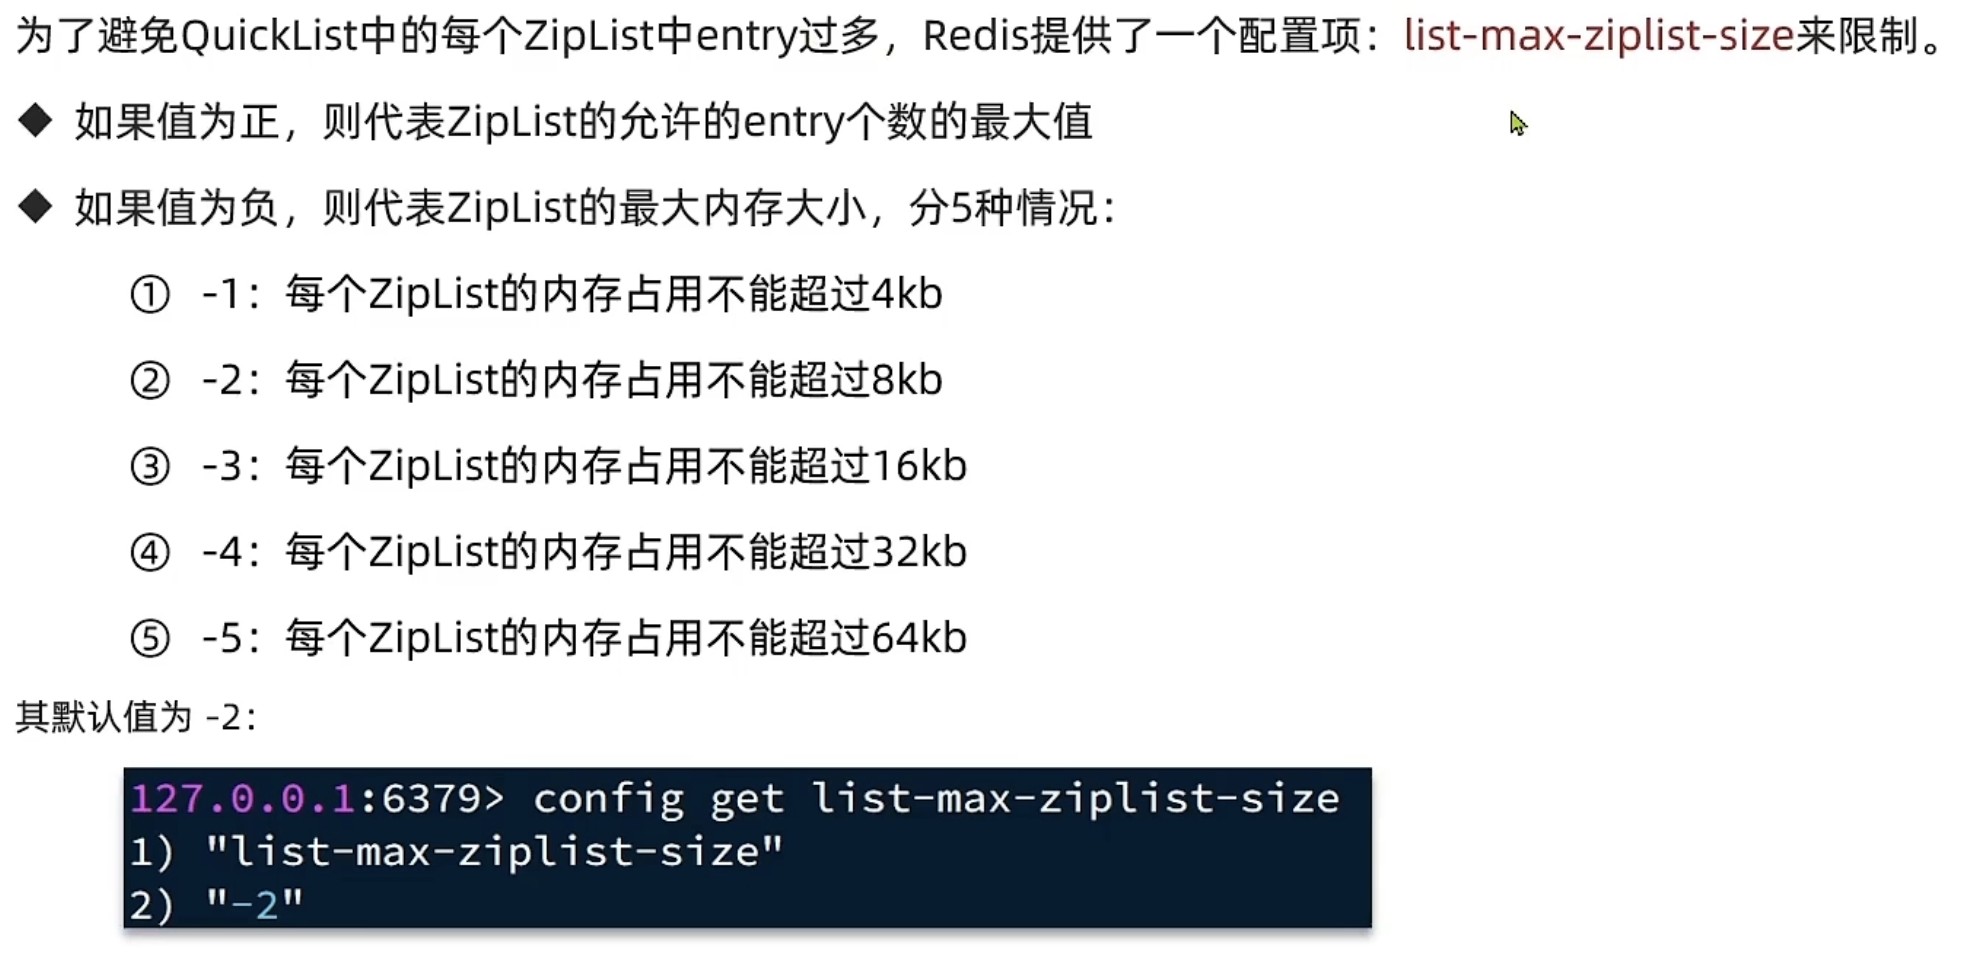 为了避免QuickList中的每个ZipList中entry过多，Redis提供了一个配置项：list-max-ziplist-size来限制。
◆ 如果值为正，则代表ZipList的允许的entry个数的最大值
◆ 如果值为负，则代表ZipList的最大内存大小，分5种情况：
① -1：每个ZipList的内存占用不能超过4kb
② -2：每个ZipList的内存占用不能超过8kb
③ -3：每个ZipList的内存占用不能超过16kb
④ -4：每个ZipList的内存占用不能超过32kb
⑤ -5：每个ZipList的内存占用不能超过64kb
其默认值为 -2：
127.0.0.1:6379> config get list-max-ziplist-size
1) "list-max-ziplist-size"
2) "-2"